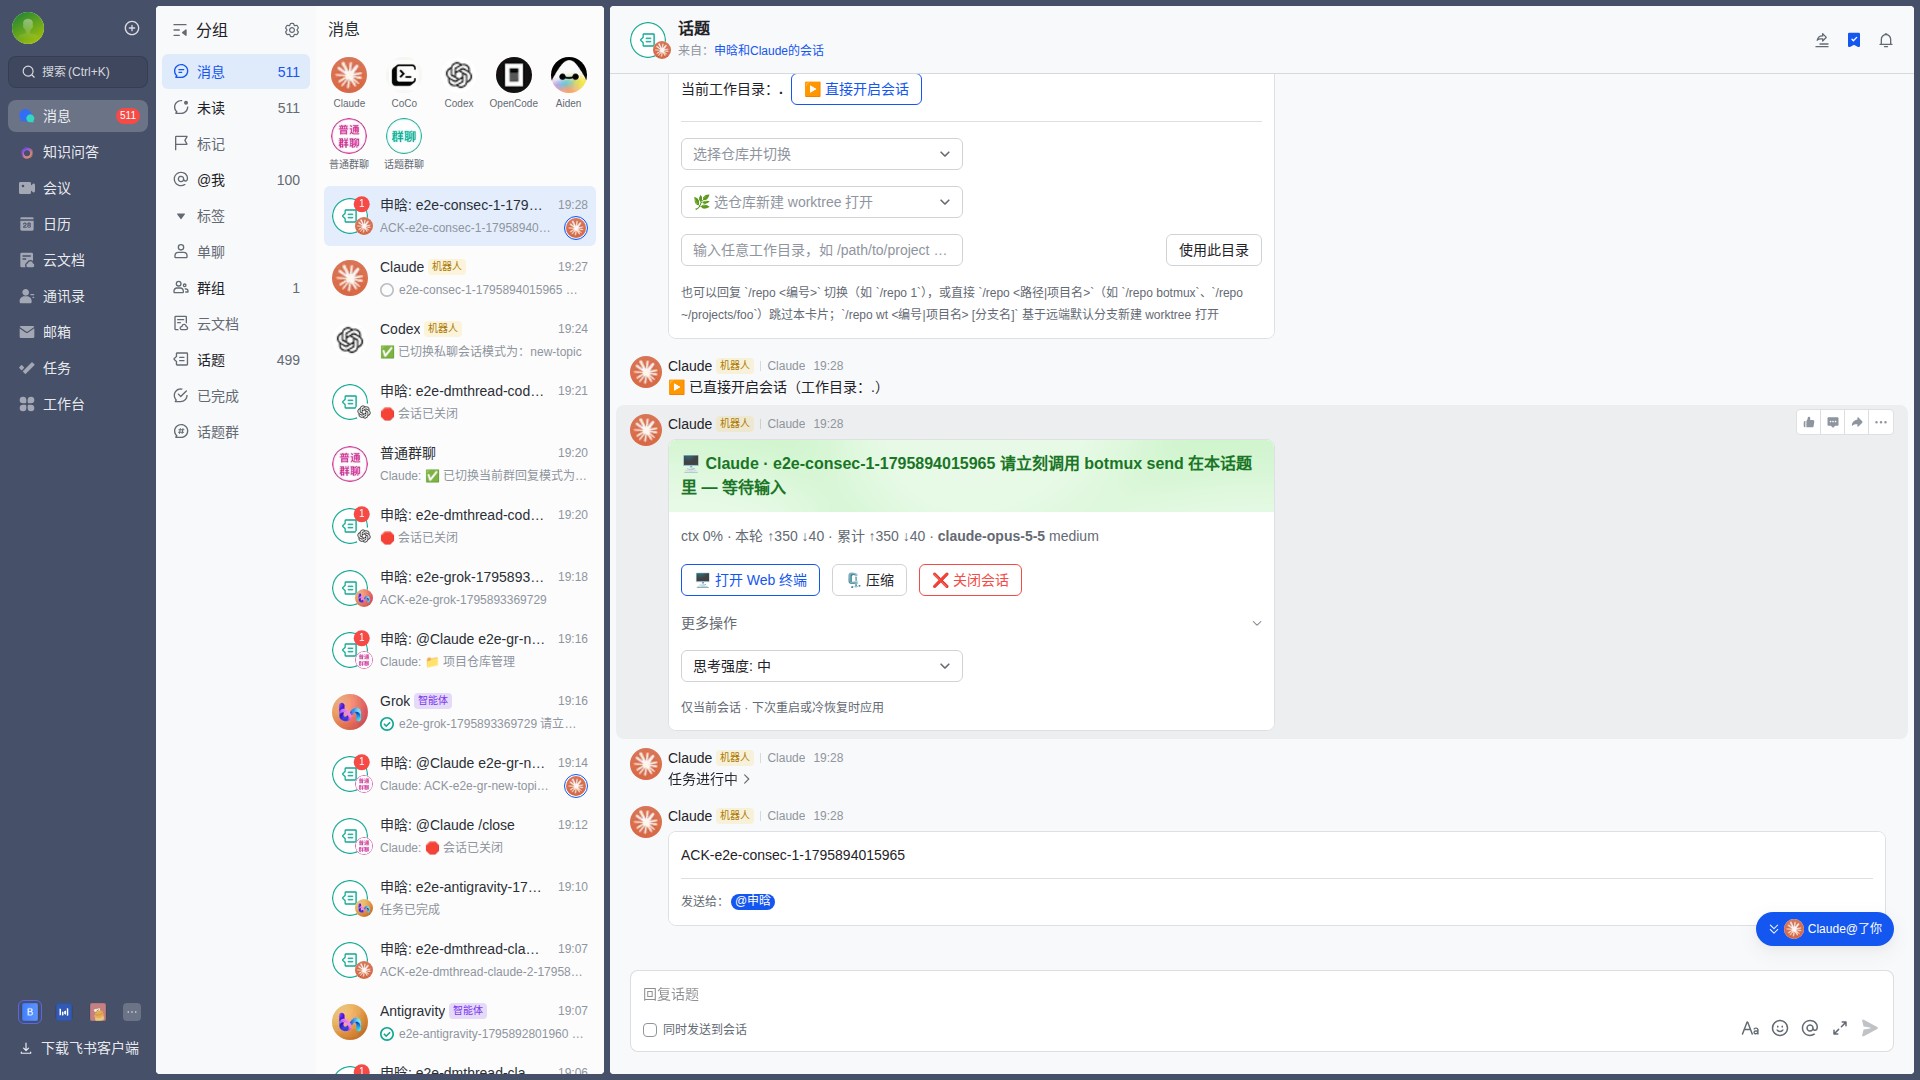 搜索 (Ctrl+K)
消息 511
知识问答
会议
日历
云文档
通讯录
邮箱
任务
工作台
下载飞书客户端
分组
消息 511
未读 511
标记
@我 100
标签
单聊
群组 1
云文档
话题 499
已完成
话题群
消息
Claude CoCo Codex OpenCode Aiden
普通群聊 群聊
普通群聊 话题群聊
1 申晗: e2e-consec-1-179… 19:28
ACK-e2e-consec-1-17958940…
Claude 机器人 19:27
e2e-consec-1-1795894015965 …
Codex 机器人 19:24
✅ 已切换私聊会话模式为：new-topic
申晗: e2e-dmthread-cod… 19:21
🛑 会话已关闭
普通群聊
普通群聊 19:20
Claude: ✅ 已切换当前群回复模式为…
1 申晗: e2e-dmthread-cod… 19:20
🛑 会话已关闭
申晗: e2e-grok-1795893… 19:18
ACK-e2e-grok-1795893369729
1 申晗: @Claude e2e-gr-n… 19:16
Claude: 📁 项目仓库管理
Grok 智能体 19:16
e2e-grok-1795893369729 请立…
1 申晗: @Claude e2e-gr-n… 19:14
Claude: ACK-e2e-gr-new-topi…
申晗: @Claude /close 19:12
Claude: 🛑 会话已关闭
申晗: e2e-antigravity-17… 19:10
任务已完成
申晗: e2e-dmthread-cla… 19:07
ACK-e2e-dmthread-claude-2-17958…
Antigravity 智能体 19:07
e2e-antigravity-1795892801960 …
1 申晗: e2e-dmthread-cla… 19:06
话题
来自：申晗和Claude的会话
当前工作目录：. ▶️ 直接开启会话
选择仓库并切换
🌿 选仓库新建 worktree 打开
输入任意工作目录，如 /path/to/project … 使用此目录
也可以回复 `/repo <编号>` 切换（如 `/repo 1`），或直接 `/repo <路径|项目名>`（如 `/repo botmux`、`/repo
~/projects/foo`）跳过本卡片；`/repo wt <编号|项目名> [分支名]` 基于远端默认分支新建 worktree 打开
Claude 机器人 | Claude 19:28
▶️ 已直接开启会话（工作目录：.）
Claude 机器人 | Claude 19:28
🖥️ Claude · e2e-consec-1-1795894015965 请立刻调用 botmux send 在本话题
里 — 等待输入
ctx 0% · 本轮 ↑350 ↓40 · 累计 ↑350 ↓40 · claude-opus-5-5 medium
🖥️ 打开 Web 终端 🗜️ 压缩 ❌ 关闭会话
更多操作
思考强度: 中
仅当前会话 · 下次重启或冷恢复时应用
Claude 机器人 | Claude 19:28
任务进行中
Claude 机器人 | Claude 19:28
ACK-e2e-consec-1-1795894015965
发送给：@申晗
Claude@了你
回复话题
同时发送到会话